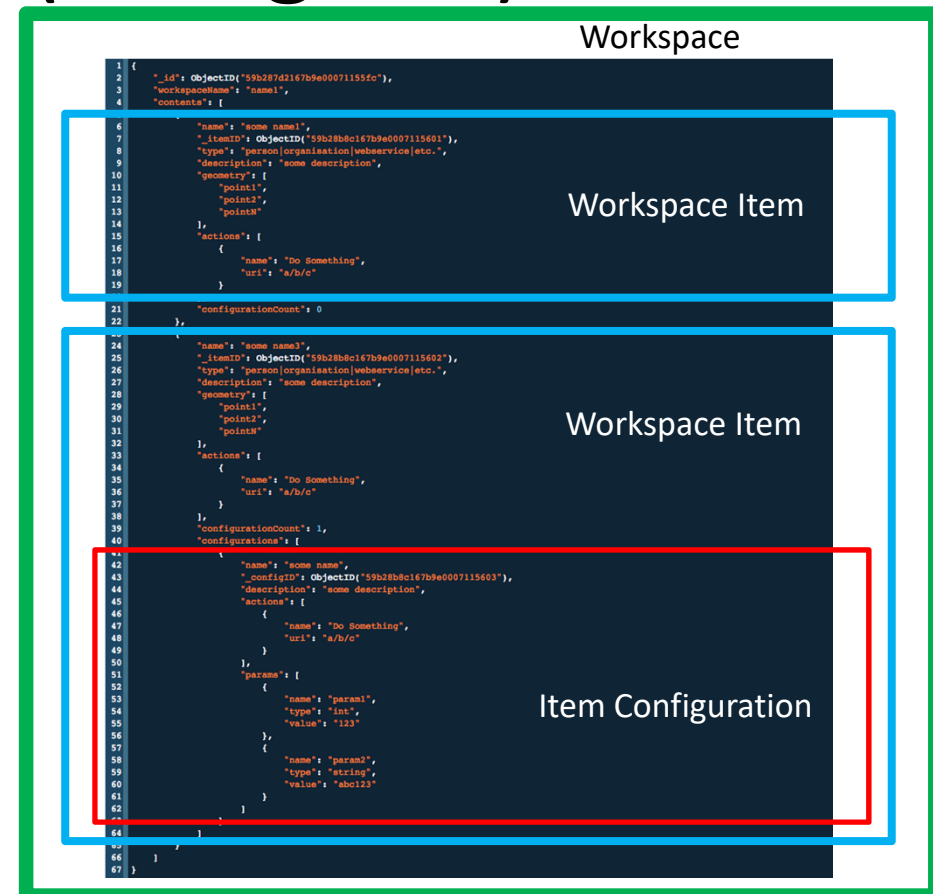 Workspace
1 {
2 "_id": ObjectID("59b287d2167b9e00071155fc"),
3 "workspaceName": "name1",
4 "contents": [
6 "name": "some name1",
7 "_itemID": ObjectID("59b28b8c167b9e0007115601"),
8 "type": "person|organisation|webservice|etc.",
9 "description": "some description",
10 "geometry": [
11 "point1",
12 "point2",
Workspace Item
13 "pointN"
14 ],
15 "actions": [
16 {
17 "name": "Do Something",
18 "uri": "a/b/c"
19 }
21 "configurationCount": 0
22 },
24 "name": "some name3",
25 "_itemID": ObjectID("59b28b8c167b9e0007115602"),
26 "type": "person|organisation|webservice|etc.",
27 "description": "some description",
28 "geometry": [
29 "point1",
30 "point2",
31 "pointN"
Workspace Item
32 ],
33 "actions": [
34 {
35 "name": "Do Something",
36 "uri": "a/b/c"
37 }
38 ],
39 "configurationCount": 1,
40 "configurations": [
41 {
42 "name": "some name",
43 "_configID": ObjectID("59b28b8c167b9e0007115603"),
44 "description": "some description",
45 "actions": [
46 {
47 "name": "Do Something",
48 "uri": "a/b/c"
49 }
50 ],
51 "params": [
52 {
53 "name": "param1",
54 "type": "int",
Item Configuration
55 "value": "123"
56 },
57 {
58 "name": "param2",
59 "type": "string",
60 "value": "abc123"
61 }
62 ]
64 ]
65 }
66 ]
67 }